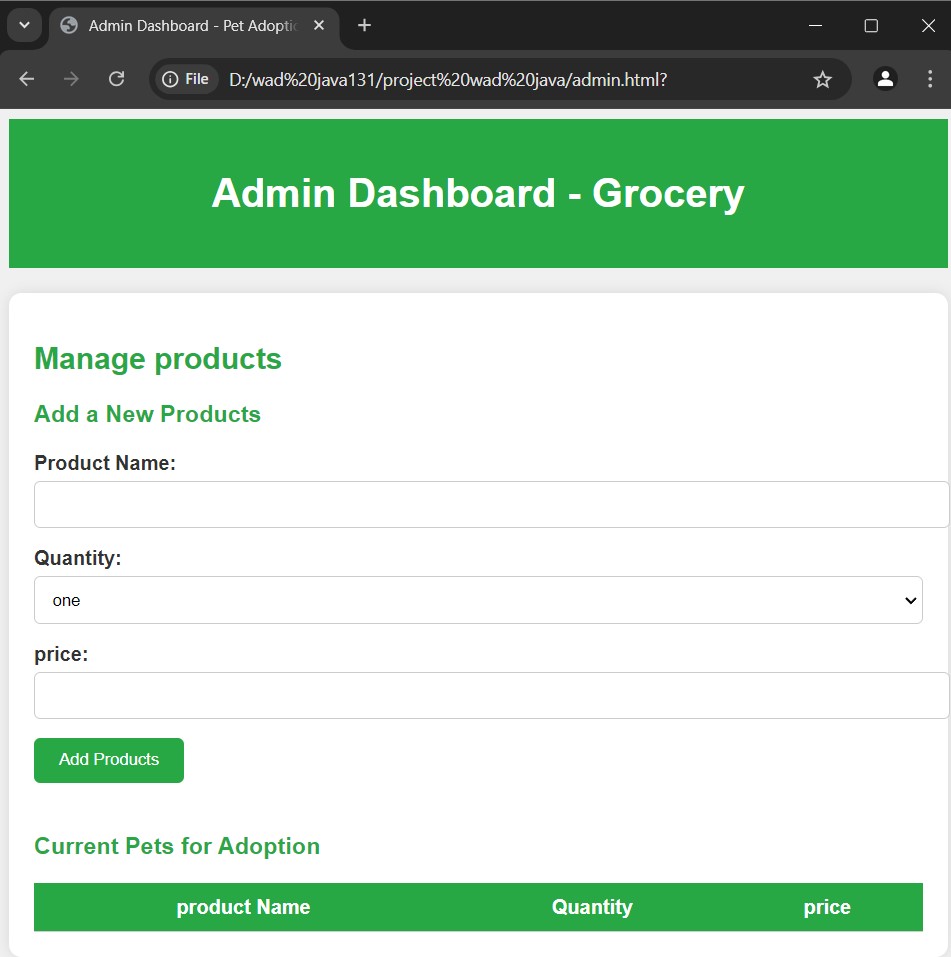 Admin Dashboard - Pet Adopti
File D:/wad%20java131/project%20wad%20java/admin.html?
Admin Dashboard - Grocery
Manage products
Add a New Products
Product Name:
Quantity:
one
price:
Add Products
Current Pets for Adoption
product Name Quantity price